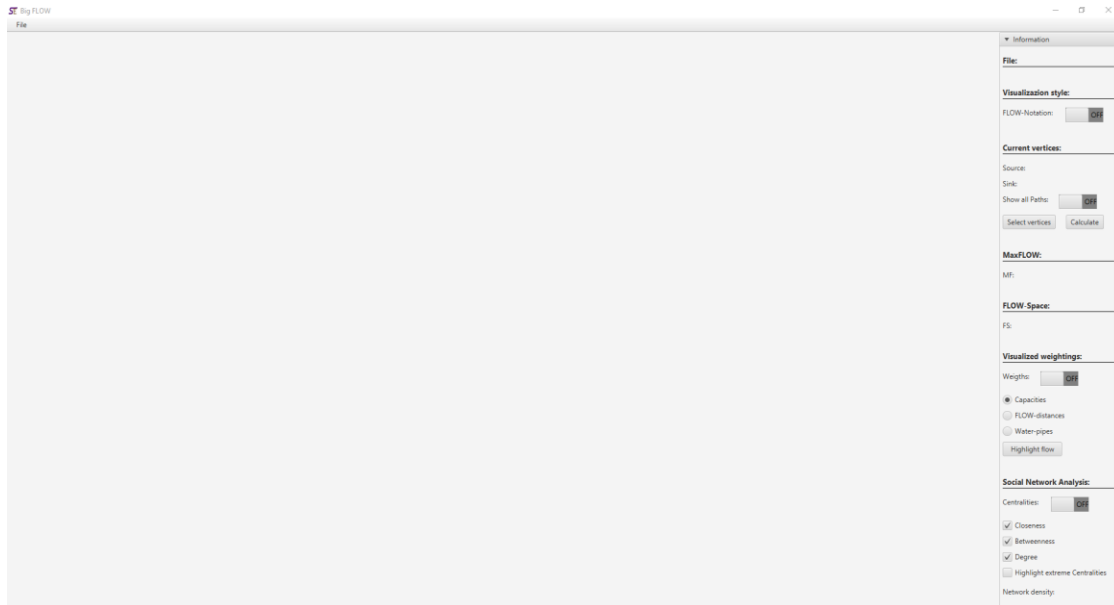 Big FLOW
File
Information
File:
Visualizazion style:
FLOW-Notation: OFF
Current vertices:
Source:
Sink:
Show all Paths: OFF
Select vertices Calculate
MaxFLOW:
MF:
FLOW-Space:
FS:
Visualized weightings:
Weigths: OFF
Capacities
FLOW-distances
Water-pipes
Highlight flow
Social Network Analysis:
Centralities: OFF
Closeness
Betweenness
Degree
Highlight extreme Centralities
Network density: